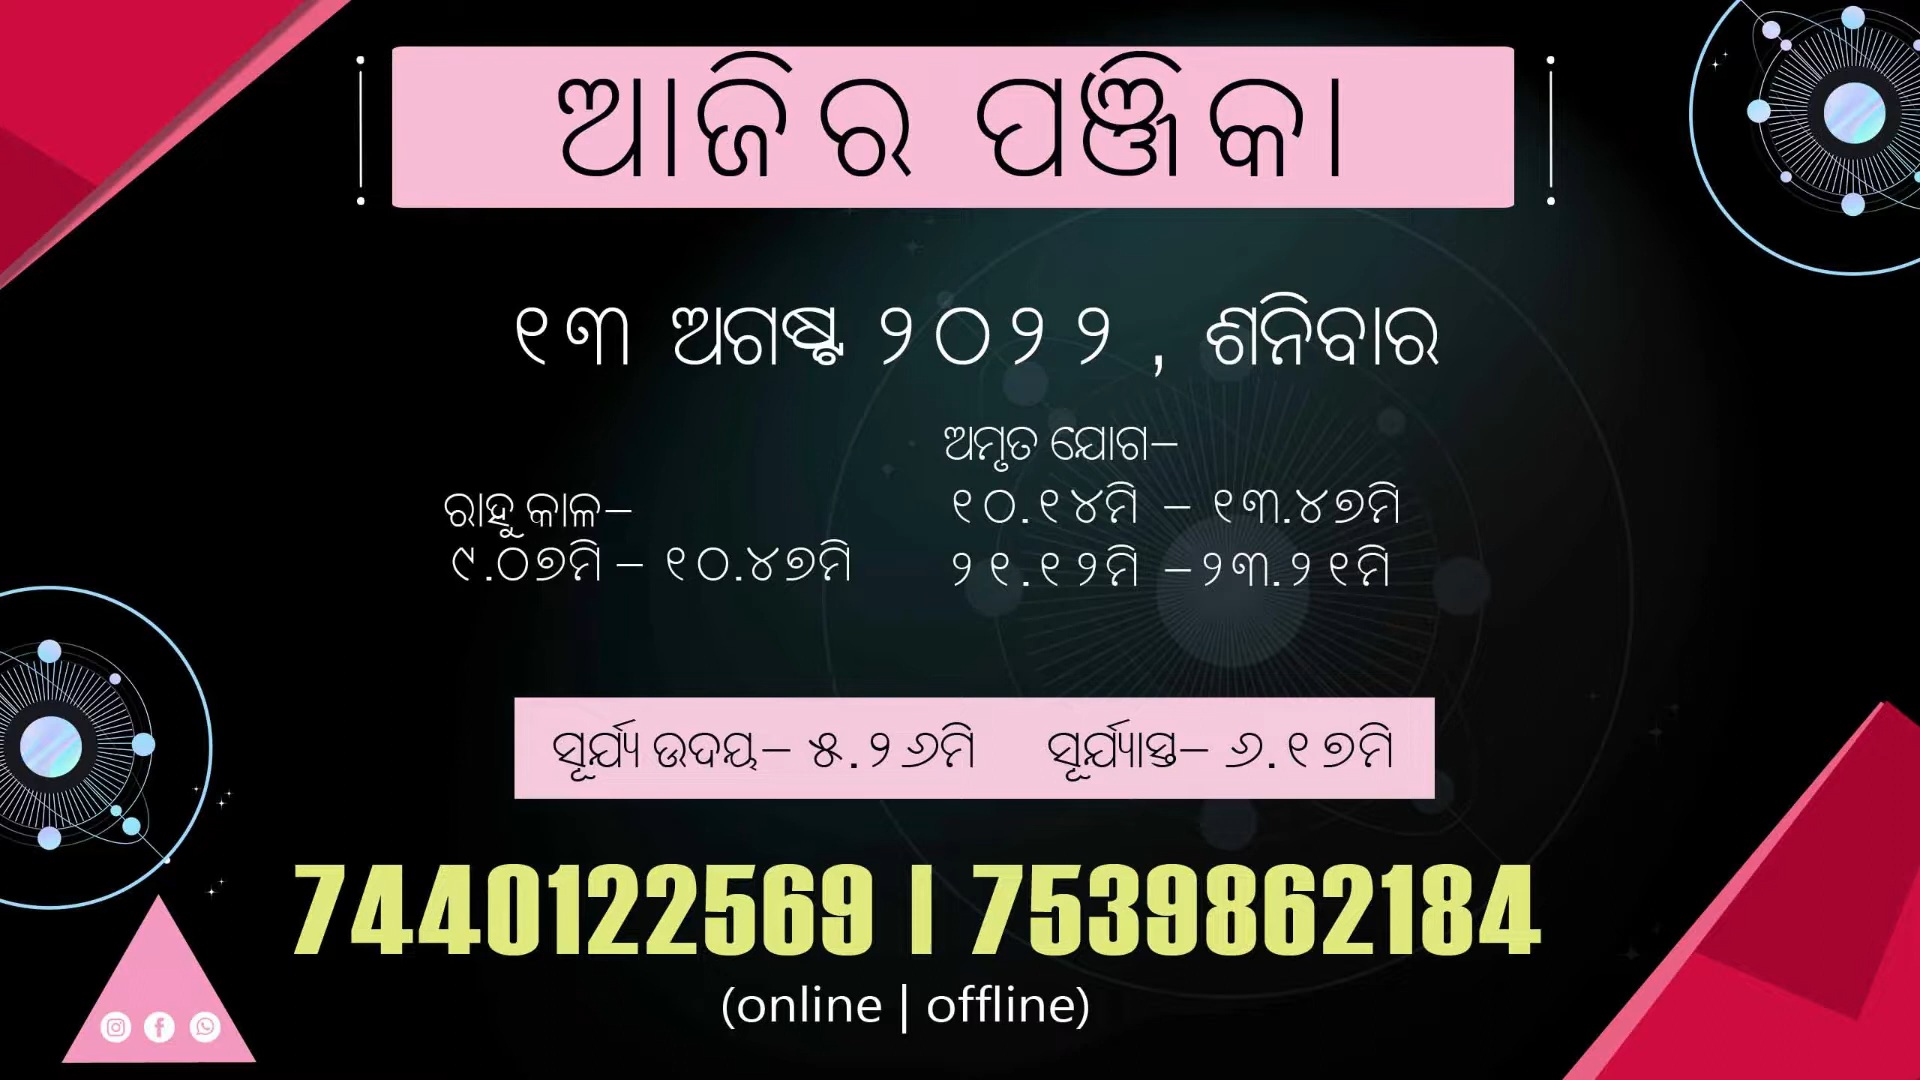 ଆଜିର ପଞ୍ଜିକା
୧୩ ଅଗଷ୍ଟ ୨୦୨୨ , ଶନିବାର
ରାହୁ କାଳ–
୯.୦୭ମି – ୧୦.୪୭ମି
ଅମୃତ ଯୋଗ–
୧୦.୧୪ମି – ୧୩.୪୭ମି
୨୧.୧୨ମି –୨୩.୨୧ମି
ସୂର୍ଯ୍ୟ ଉଦୟ– ୫.୨୬ମି ସୂର୍ଯ୍ୟାସ୍ତ– ୬.୧୭ମି
7440122569 | 7539862184
(online | offline)